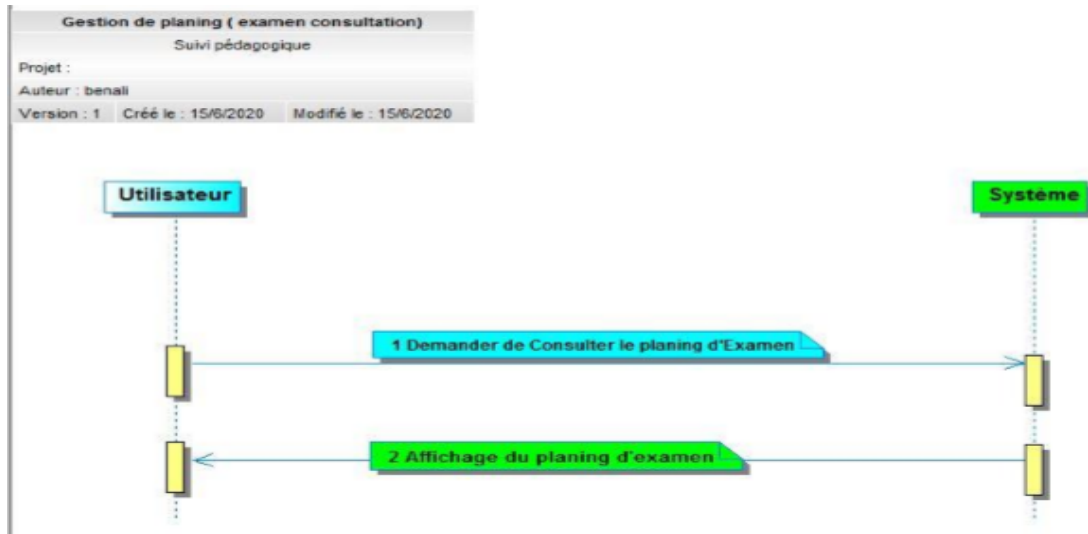 Gestion de planing ( examen consultation)
Suivi pédagogique
Projet :
Auteur : benali
Version : 1 Créé le : 15/6/2020 Modifié le : 15/6/2020
Utilisateur Système
1 Demander de Consulter le planing d'Examen
2 Affichage du planing d'examen